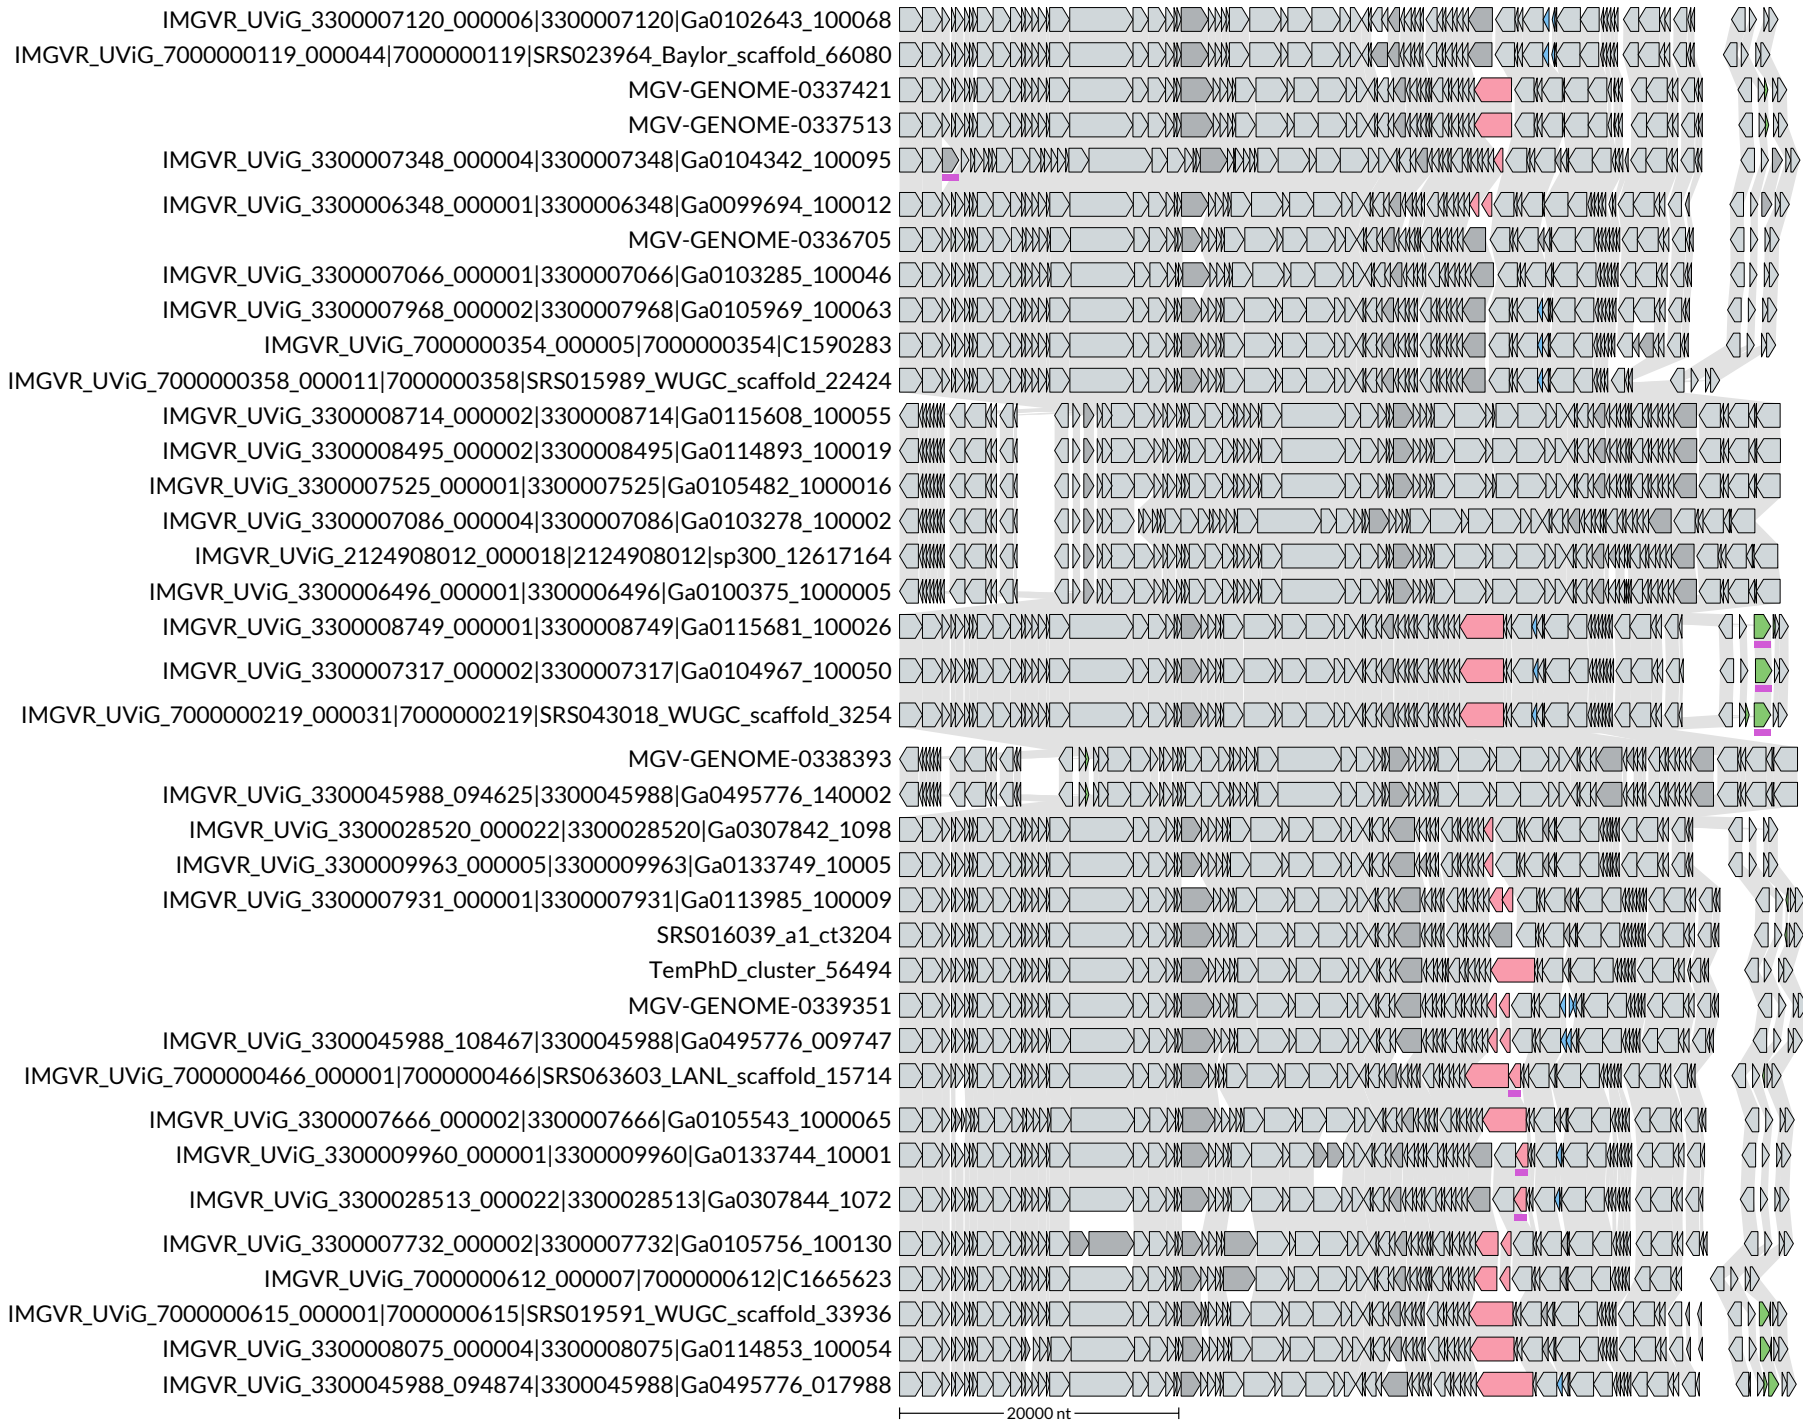 IMGVR_UViG_3300007120_000006|3300007120|Ga0102643_100068
IMGVR_UViG_7000000119_000044|7000000119|SRS023964_Baylor_scaffold_66080
MGV-GENOME-0337421
MGV-GENOME-0337513
IMGVR_UViG_3300007348_000004|3300007348|Ga0104342_100095
IMGVR_UViG_3300006348_000001|3300006348|Ga0099694_100012
MGV-GENOME-0336705
IMGVR_UViG_3300007066_000001|3300007066|Ga0103285_100046
IMGVR_UViG_3300007968_000002|3300007968|Ga0105969_100063
IMGVR_UViG_7000000354_000005|7000000354|C1590283
IMGVR_UViG_7000000358_000011|7000000358|SRS015989_WUGC_scaffold_22424
IMGVR_UViG_3300008714_000002|3300008714|Ga0115608_100055
IMGVR_UViG_3300008495_000002|3300008495|Ga0114893_100019
IMGVR_UViG_3300007525_000001|3300007525|Ga0105482_1000016
IMGVR_UViG_3300007086_000004|3300007086|Ga0103278_100002
IMGVR_UViG_2124908012_000018|2124908012|sp300_12617164
IMGVR_UViG_3300006496_000001|3300006496|Ga0100375_1000005
IMGVR_UViG_3300008749_000001|3300008749|Ga0115681_100026
IMGVR_UViG_3300007317_000002|3300007317|Ga0104967_100050
IMGVR_UViG_7000000219_000031|7000000219|SRS043018_WUGC_scaffold_3254
MGV-GENOME-0338393
IMGVR_UViG_3300045988_094625|3300045988|Ga0495776_140002
IMGVR_UViG_3300028520_000022|3300028520|Ga0307842_1098
IMGVR_UViG_3300009963_000005|3300009963|Ga0133749_10005
IMGVR_UViG_3300007931_000001|3300007931|Ga0113985_100009
SRS016039_a1_ct3204
TemPhD_cluster_56494
MGV-GENOME-0339351
IMGVR_UViG_3300045988_108467|3300045988|Ga0495776_009747
IMGVR_UViG_7000000466_000001|7000000466|SRS063603_LANL_scaffold_15714
IMGVR_UViG_3300007666_000002|3300007666|Ga0105543_1000065
IMGVR_UViG_3300009960_000001|3300009960|Ga0133744_10001
IMGVR_UViG_3300028513_000022|3300028513|Ga0307844_1072
IMGVR_UViG_3300007732_000002|3300007732|Ga0105756_100130
IMGVR_UViG_7000000612_000007|7000000612|C1665623
IMGVR_UViG_7000000615_000001|7000000615|SRS019591_WUGC_scaffold_33936
IMGVR_UViG_3300008075_000004|3300008075|Ga0114853_100054
IMGVR_UViG_3300045988_094874|3300045988|Ga0495776_017988
20000 nt